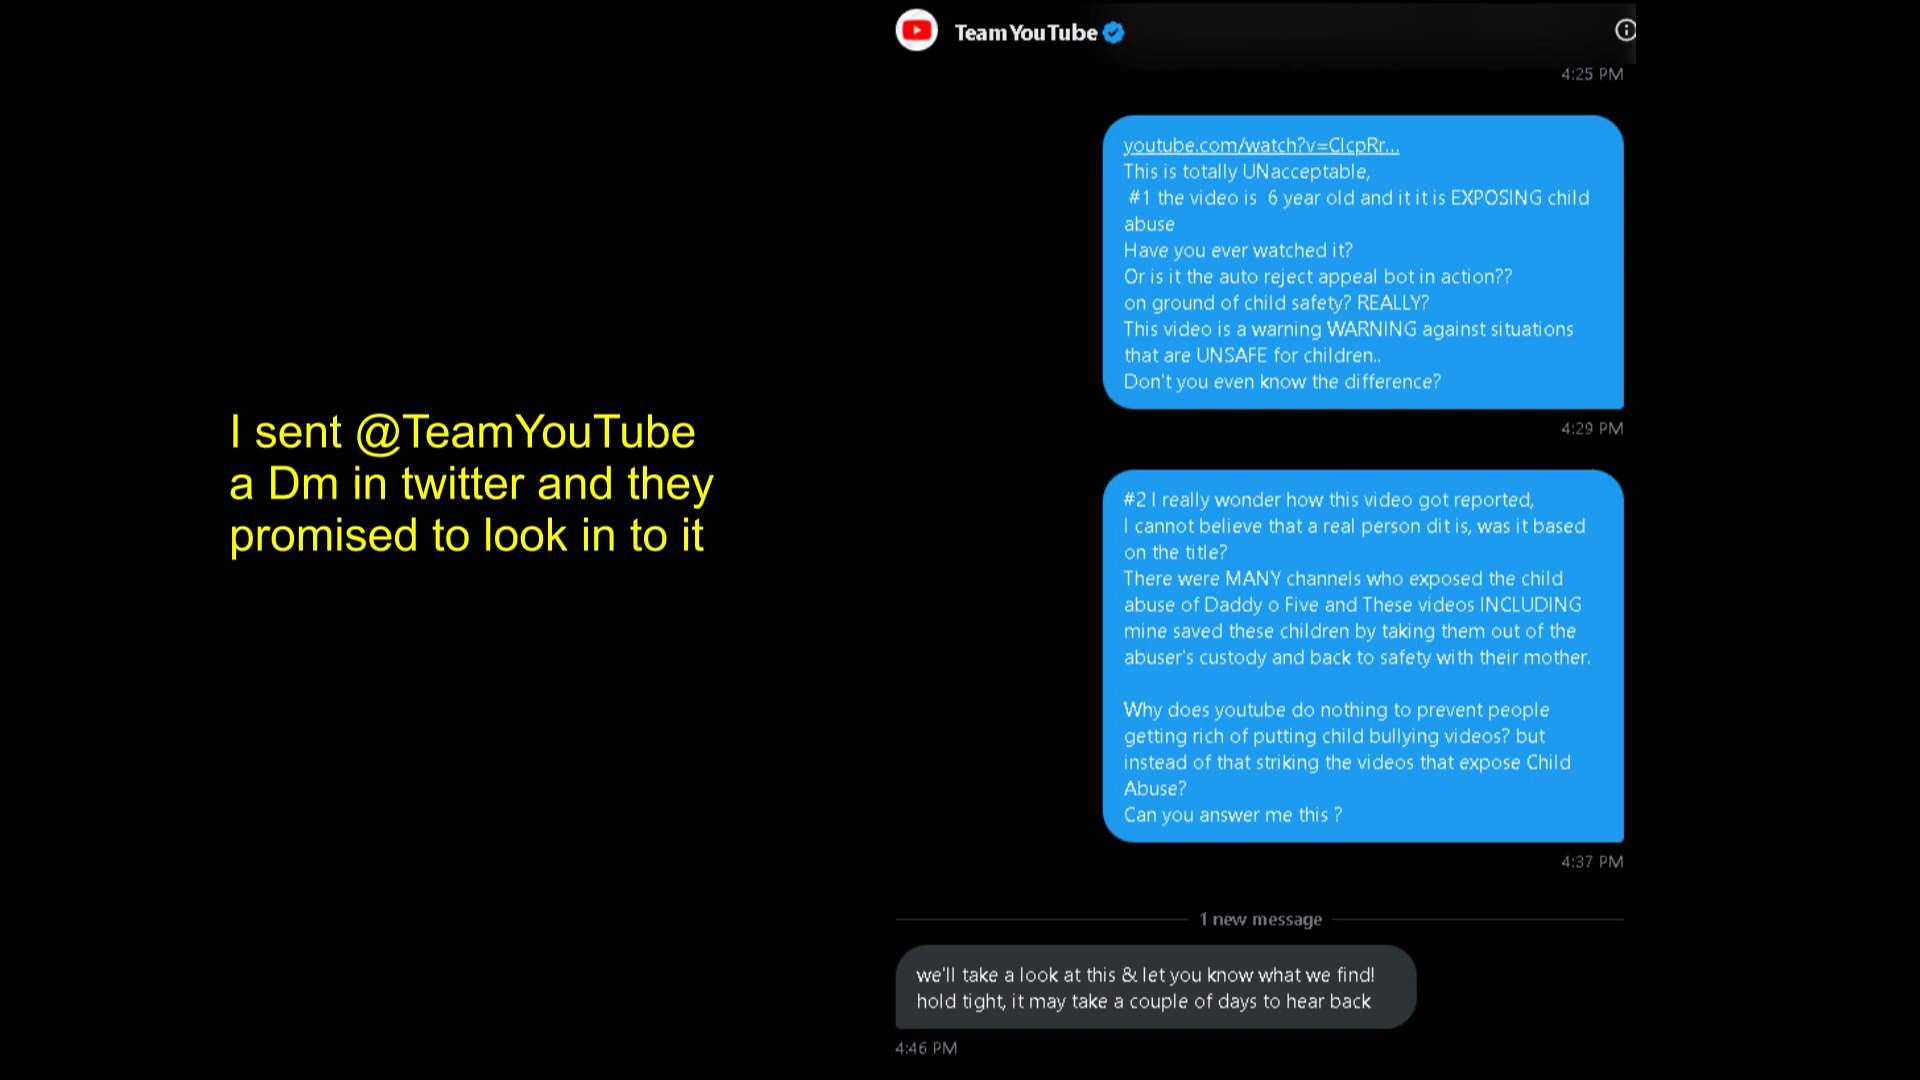 TeamYouTube
4:25 PM
youtube.com/watch?v=ClcpRr...
This is totally UNacceptable,
#1 the video is 6 year old and it it is EXPOSING child
abuse
Have you ever watched it?
Or is it the auto reject appeal bot in action??
on ground of child safety? REALLY?
This video is a warning WARNING against situations
that are UNSAFE for children..
Don't you even know the difference?
4:29 PM
I sent @TeamYouTube
a Dm in twitter and they
promised to look in to it
#2 I really wonder how this video got reported,
I cannot believe that a real person dit is, was it based
on the title?
There were MANY channels who exposed the child
abuse of Daddy o Five and These videos INCLUDING
mine saved these children by taking them out of the
abuser's custody and back to safety with their mother.
Why does youtube do nothing to prevent people
getting rich of putting child bullying videos? but
instead of that striking the videos that expose Child
Abuse?
Can you answer me this ?
4:37 PM
1 new message
we'll take a look at this & let you know what we find!
hold tight, it may take a couple of days to hear back
4:46 PM